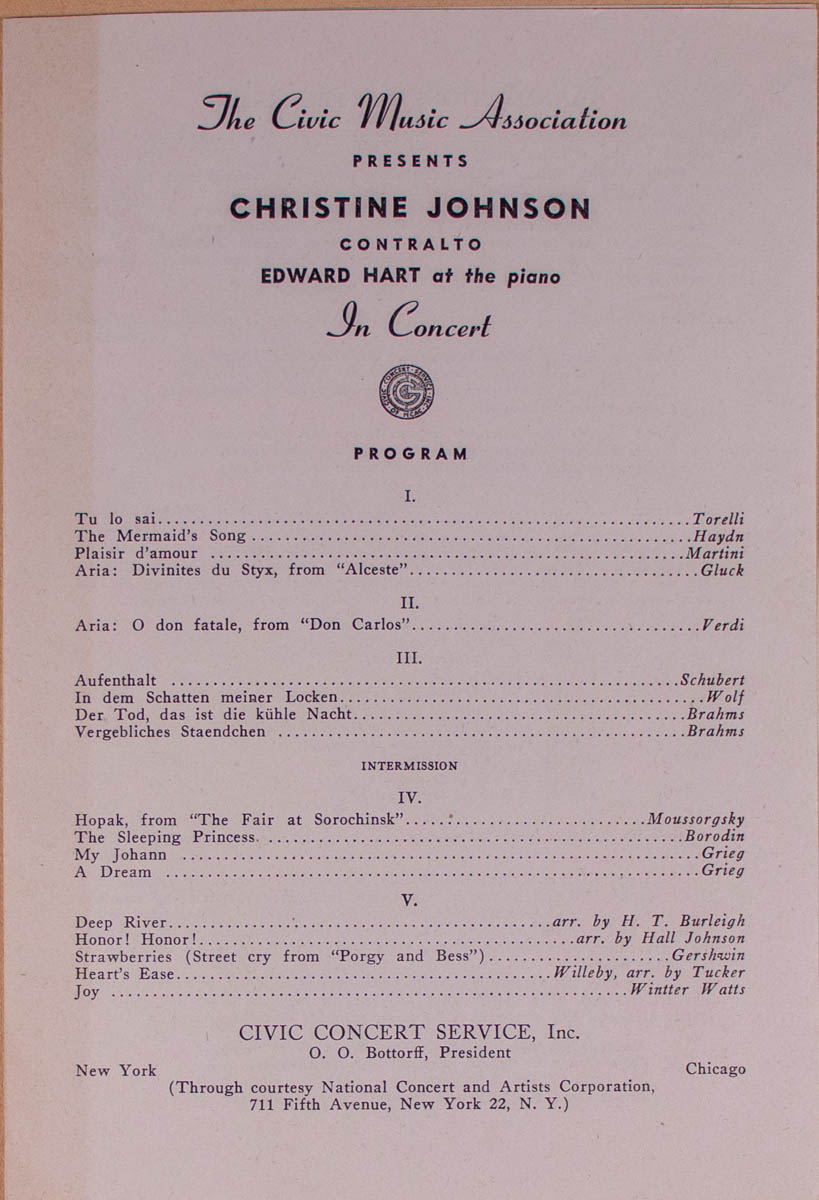 The Civic Music Association
PRESENTS
CHRISTINE JOHNSON
CONTRALTO
EDWARD HART at the piano
In Concert
CIVIC CONCERT SERVICE INC.
PROGRAM
I.
Tu lo sai......Torelli
The Mermaid's Song......Haydn
Plaisir d'amour......Martini
Aria: Divinites du Styx, from "Alceste"......Gluck
II.
Aria: O don fatale, from "Don Carlos"......Verdi
III.
Aufenthalt......Schubert
In dem Schatten meiner Locken......Wolf
Der Tod, das ist die kühle Nacht......Brahms
Vergebliches Staendchen......Brahms
INTERMISSION
IV.
Hopak, from "The Fair at Sorochinsk"......Moussorgsky
The Sleeping Princess......Borodin
My Johann......Grieg
A Dream......Grieg
V.
Deep River......arr. by H. T. Burleigh
Honor! Honor!......arr. by Hall Johnson
Strawberries (Street cry from "Porgy and Bess")......Gershwin
Heart's Ease......Willeby, arr. by Tucker
Joy......Wintter Watts
CIVIC CONCERT SERVICE, Inc.
O. O. Bottorff, President
New York Chicago
(Through courtesy National Concert and Artists Corporation,
711 Fifth Avenue, New York 22, N. Y.)